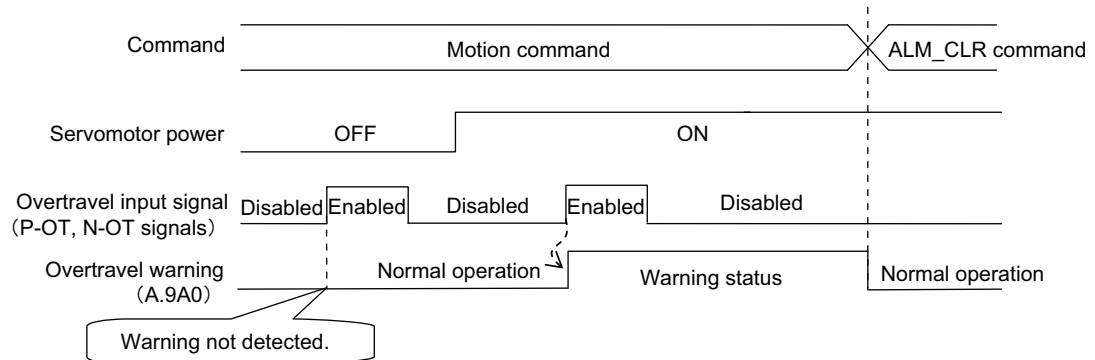 Command
Motion command
ALM_CLR command
Servomotor power
OFF
ON
Overtravel input signal
（P-OT, N-OT signals）
Disabled
Enabled
Disabled
Enabled
Disabled
Overtravel warning
（A.9A0）
Normal operation
Warning status
Normal operation
Warning not detected.